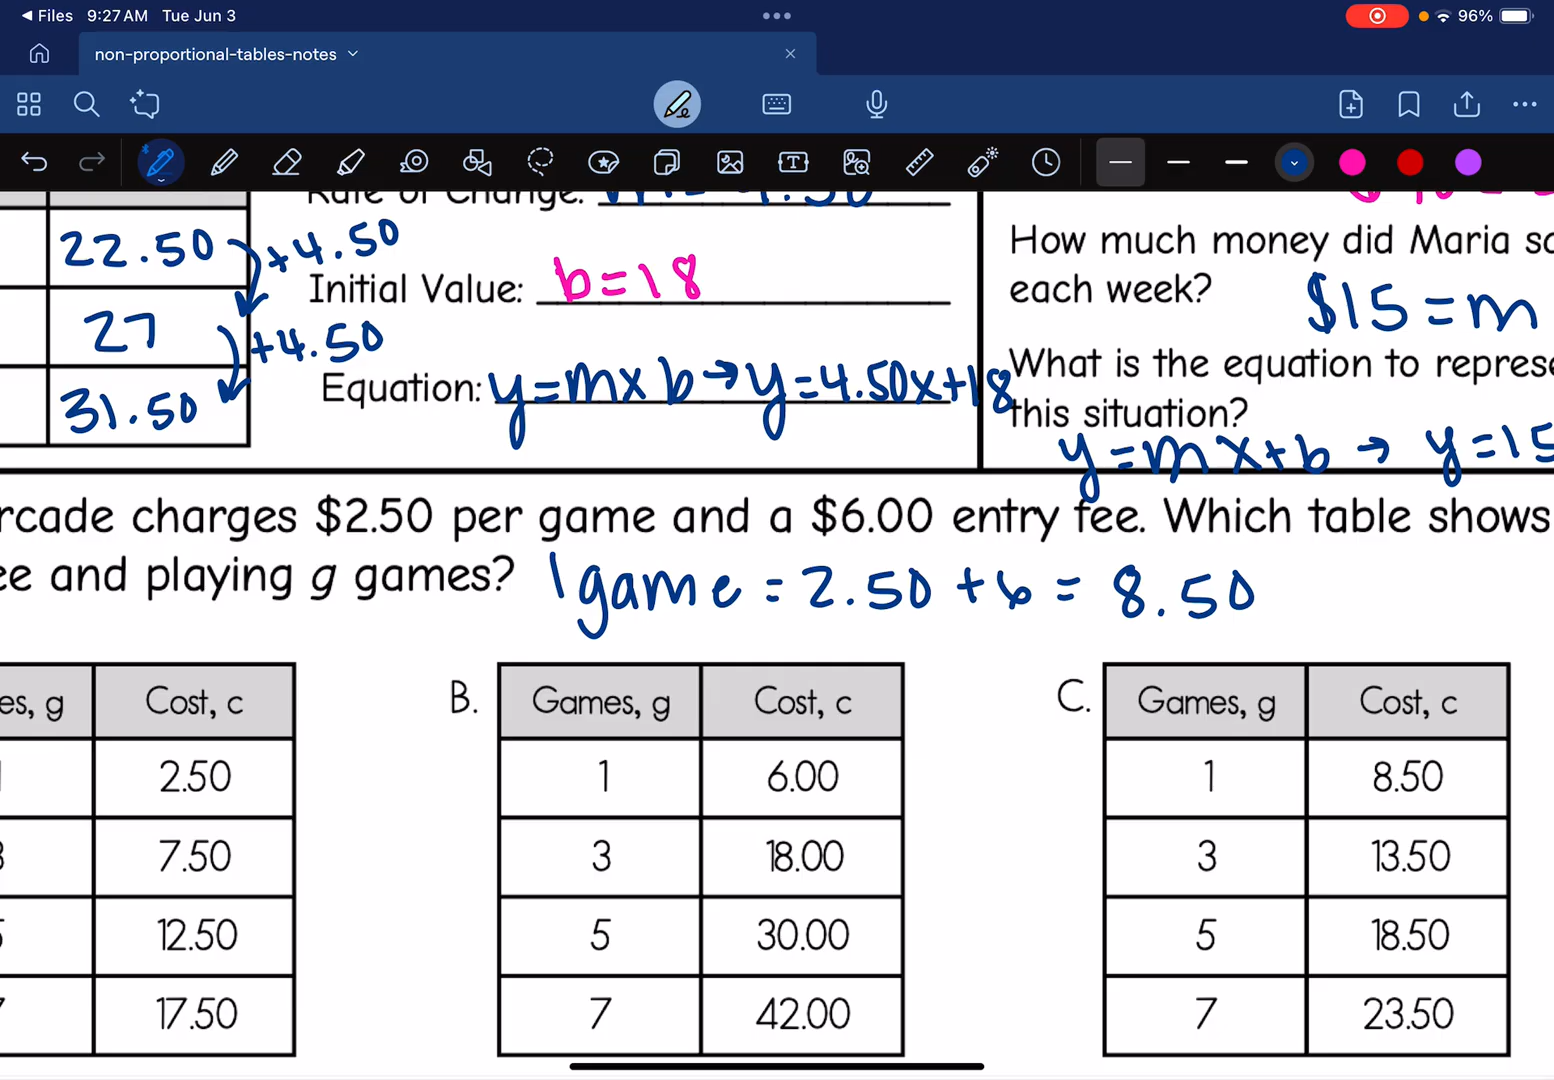 Files 9:27 AM Tue Jun 3
96%
non-proportional-tables-notes
Rate of Change: m = 4.50
22.50 +4.50
Initial Value: b = 18
27 +4.50
Equation: y = mx b → y = 4.50x + 18
31.50
How much money did Maria
each week? $15 = m
What is the equation to represe
this situation?
y = mx + b → y = 15
rcade charges $2.50 per game and a $6.00 entry fee. Which table shows
ee and playing g games? 1 game = 2.50 + 6 = 8.50
es, g Cost, c
2.50
7.50
12.50
17.50
B. Games, g Cost, c
1 6.00
3 18.00
5 30.00
7 42.00
C. Games, g Cost, c
1 8.50
3 13.50
5 18.50
7 23.50